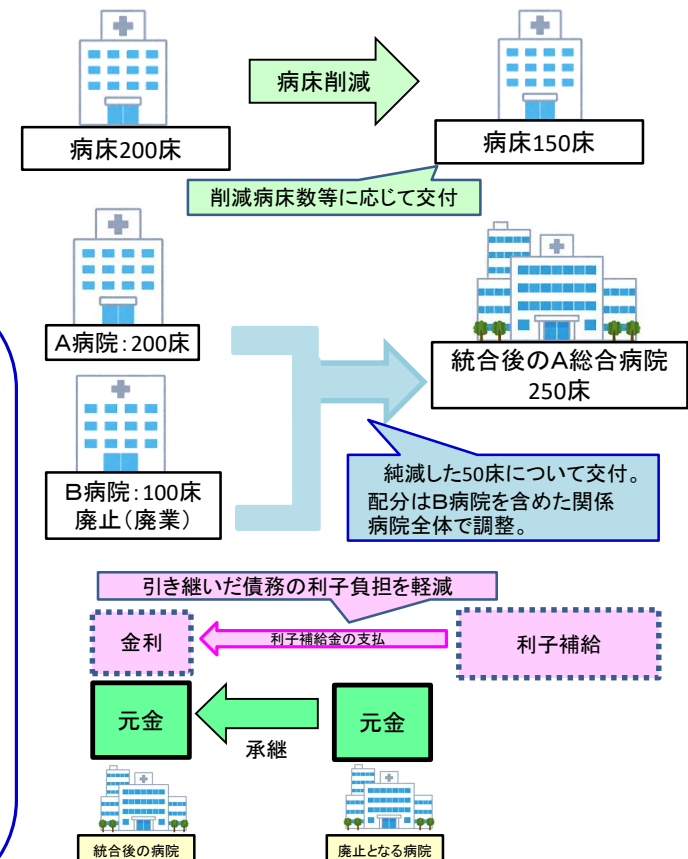 病床削減
病床200床
病床150床
削減病床数等に応じて交付
A病院:200床
統合後のA総合病院
250床
B病院:100床
廃止(廃業)
純減した50床について交付。
配分はB病院を含めた関係
病院全体で調整。
引き継いだ債務の利子負担を軽減
金利
利子補給金の支払
利子補給
元金
元金
承継
統合後の病院
廃止となる病院